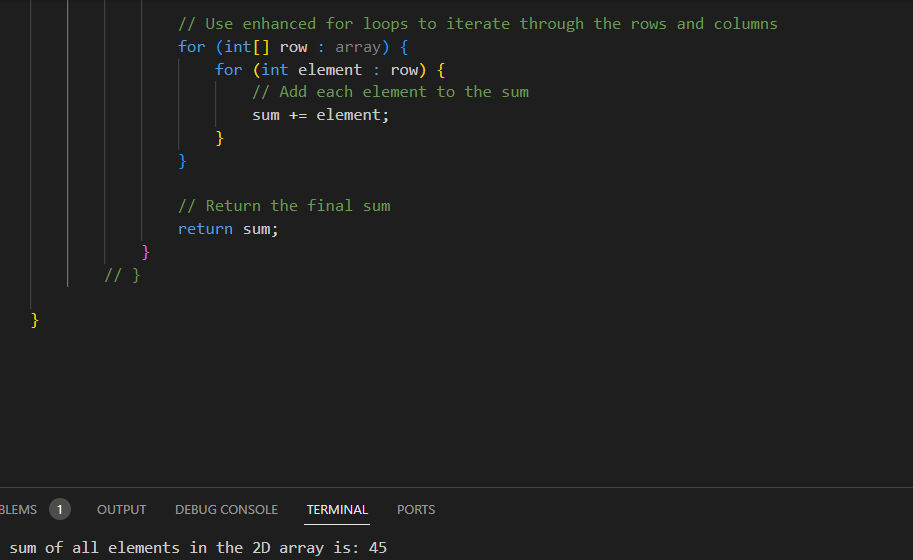 // Use enhanced for loops to iterate through the rows and columns
for (int[] row : array) {
for (int element : row) {
// Add each element to the sum
sum += element;
}
}
// Return the final sum
return sum;
}
// }
}
BLEMS 1 OUTPUT DEBUG CONSOLE TERMINAL PORTS
sum of all elements in the 2D array is: 45